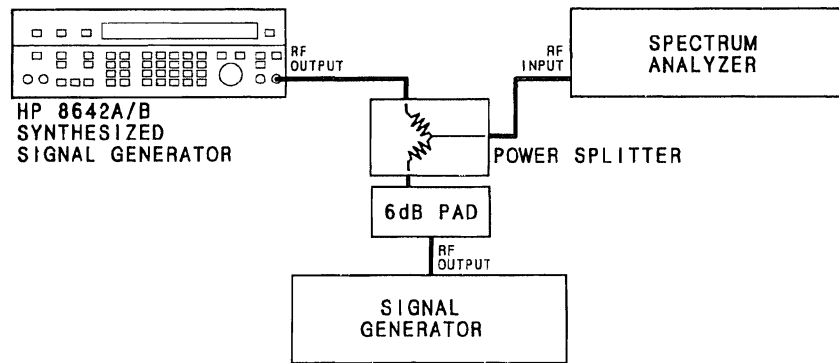 RF
OUTPUT
RF
INPUT
SPECTRUM
ANALYZER
HP 8642A/B
SYNTHESIZED
SIGNAL GENERATOR
POWER SPLITTER
6dB PAD
RF
OUTPUT
SIGNAL
GENERATOR